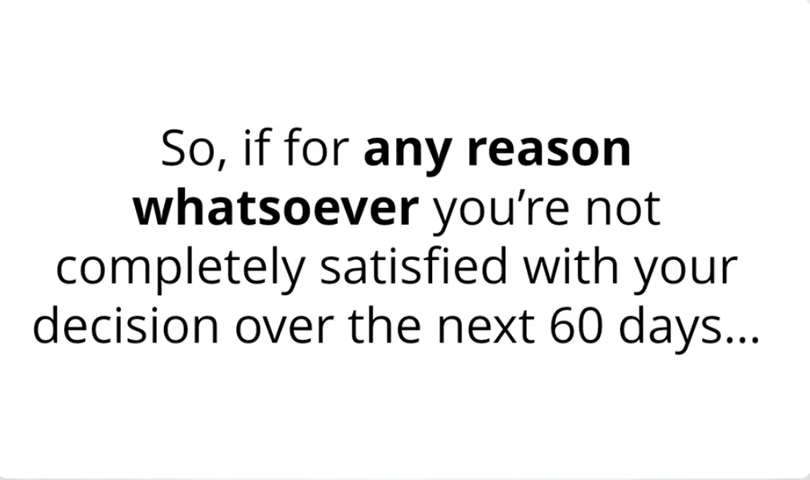 So, if for any reason
whatsoever you’re not
completely satisfied with your
decision over the next 60 days...